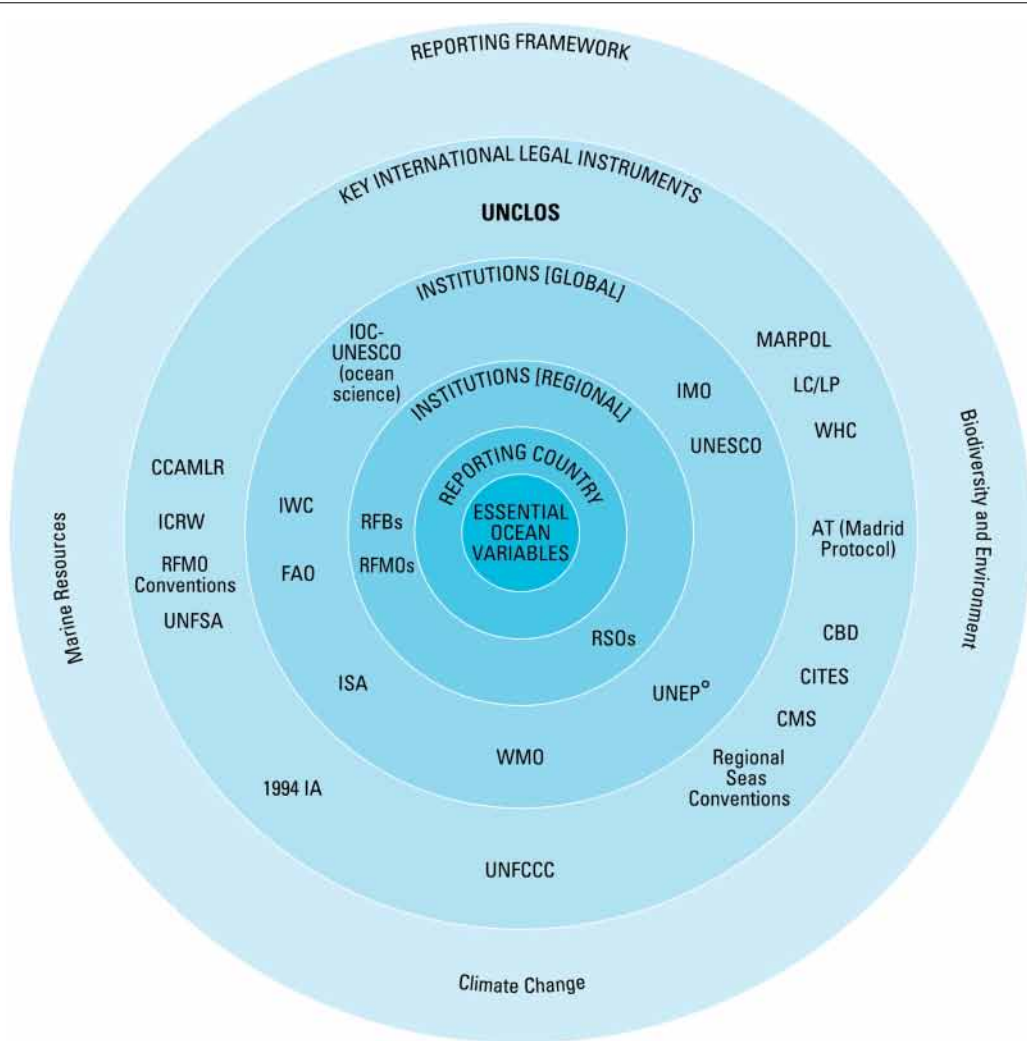 REPORTING FRAMEWORK
KEY INTERNATIONAL LEGAL INSTRUMENTS
UNCLOS
INSTITUTIONS [GLOBAL]
IOC-
UNESCO
(ocean
science)
INSTITUTIONS [REGIONAL]
REPORTING COUNTRY
ESSENTIAL
OCEAN
VARIABLES
MARPOL
LC/LP
WHC
IMO
UNESCO
CCAMLR
ICRW
RFMO
Conventions
UNFSA
IWC
FAO
RFBs
RFMOs
AT (Madrid
Protocol)
Marine Resources
Biodiversity and Environment
RSOs
CBD
CITES
CMS
Regional
Seas
Conventions
ISA
UNEP°
WMO
1994 IA
UNFCCC
Climate Change